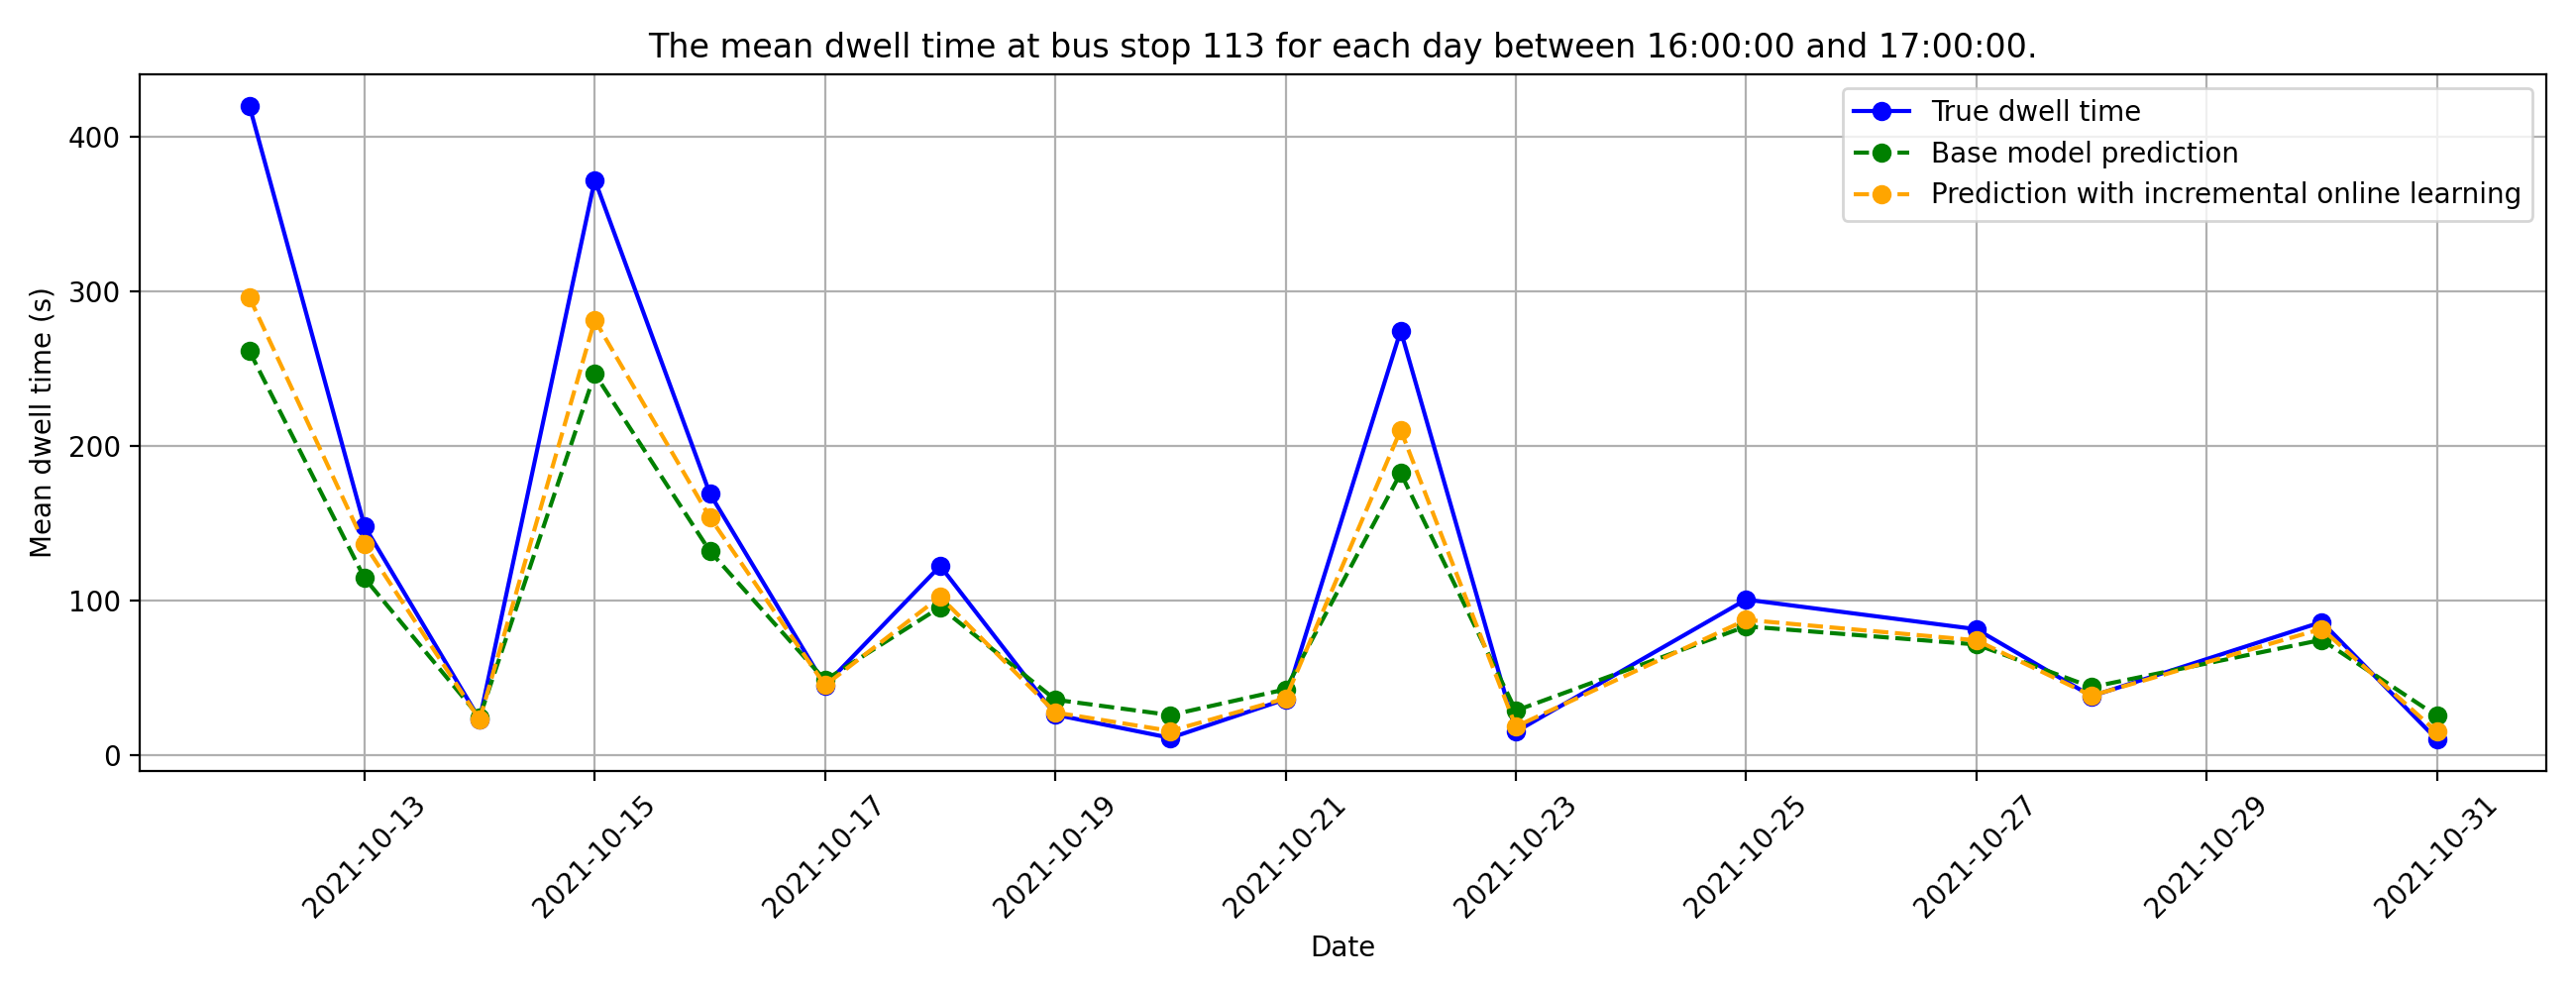 The mean dwell time at bus stop 113 for each day between 16:00:00 and 17:00:00.
True dwell time
Base model prediction
Prediction with incremental online learning
Mean dwell time (s)
400
300
200
100
0
2021-10-13
2021-10-15
2021-10-17
2021-10-19
2021-10-21
2021-10-23
2021-10-25
2021-10-27
2021-10-29
2021-10-31
Date